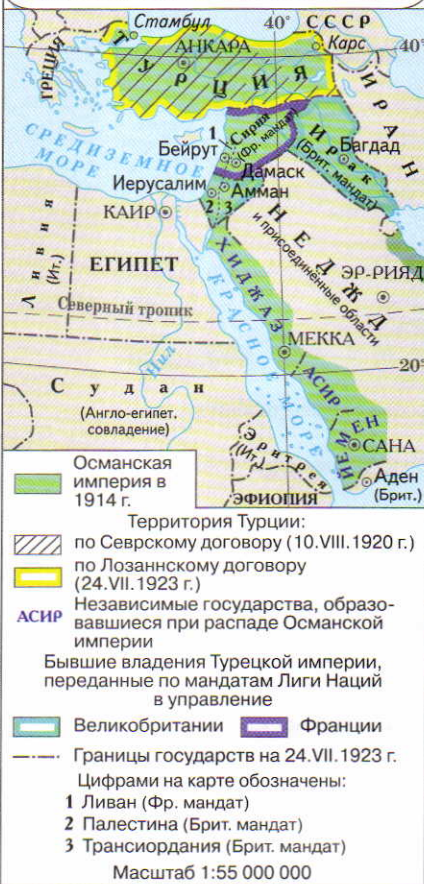 Стамбул
40°
СССР
АНКАРА
Карс
40°
ГРЕЦИЯ
ТУРЦИЯ
ИРАН
1
Сирия
(Фр. мандат)
Ирак
(Брит. мандат)
СРЕДИЗЕМНОЕ
МОРЕ
Бейрут
Багдад
Дамаск
Иерусалим
Амман
2 3
КАИР
НЕДЖД
и присоединённые области
Ливия
(Ит.)
ЕГИПЕТ
ХИДЖАЗ
ЭР-РИЯД
Северный тропик
КРАСНОЕ МОРЕ
МЕККА
Нил
20°
Судан
(Англо-египет.
совладение)
АСИР
ЙЕМЕН
САНА
Эритрея
(Ит.)
Аден
(Брит.)
ЭФИОПИЯ
Османская
империя в
1914 г.
Территория Турции:
по Севрскому договору (10.VIII.1920 г.)
по Лозаннскому договору
(24.VII.1923 г.)
АСИР Независимые государства, образо-
вавшиеся при распаде Османской
империи
Бывшие владения Турецкой империи,
переданные по мандатам Лиги Наций
в управление
Великобритании Франции
Границы государств на 24.VII.1923 г.
Цифрами на карте обозначены:
1 Ливан (Фр. мандат)
2 Палестина (Брит. мандат)
3 Трансиордания (Брит. мандат)
Масштаб 1:55 000 000